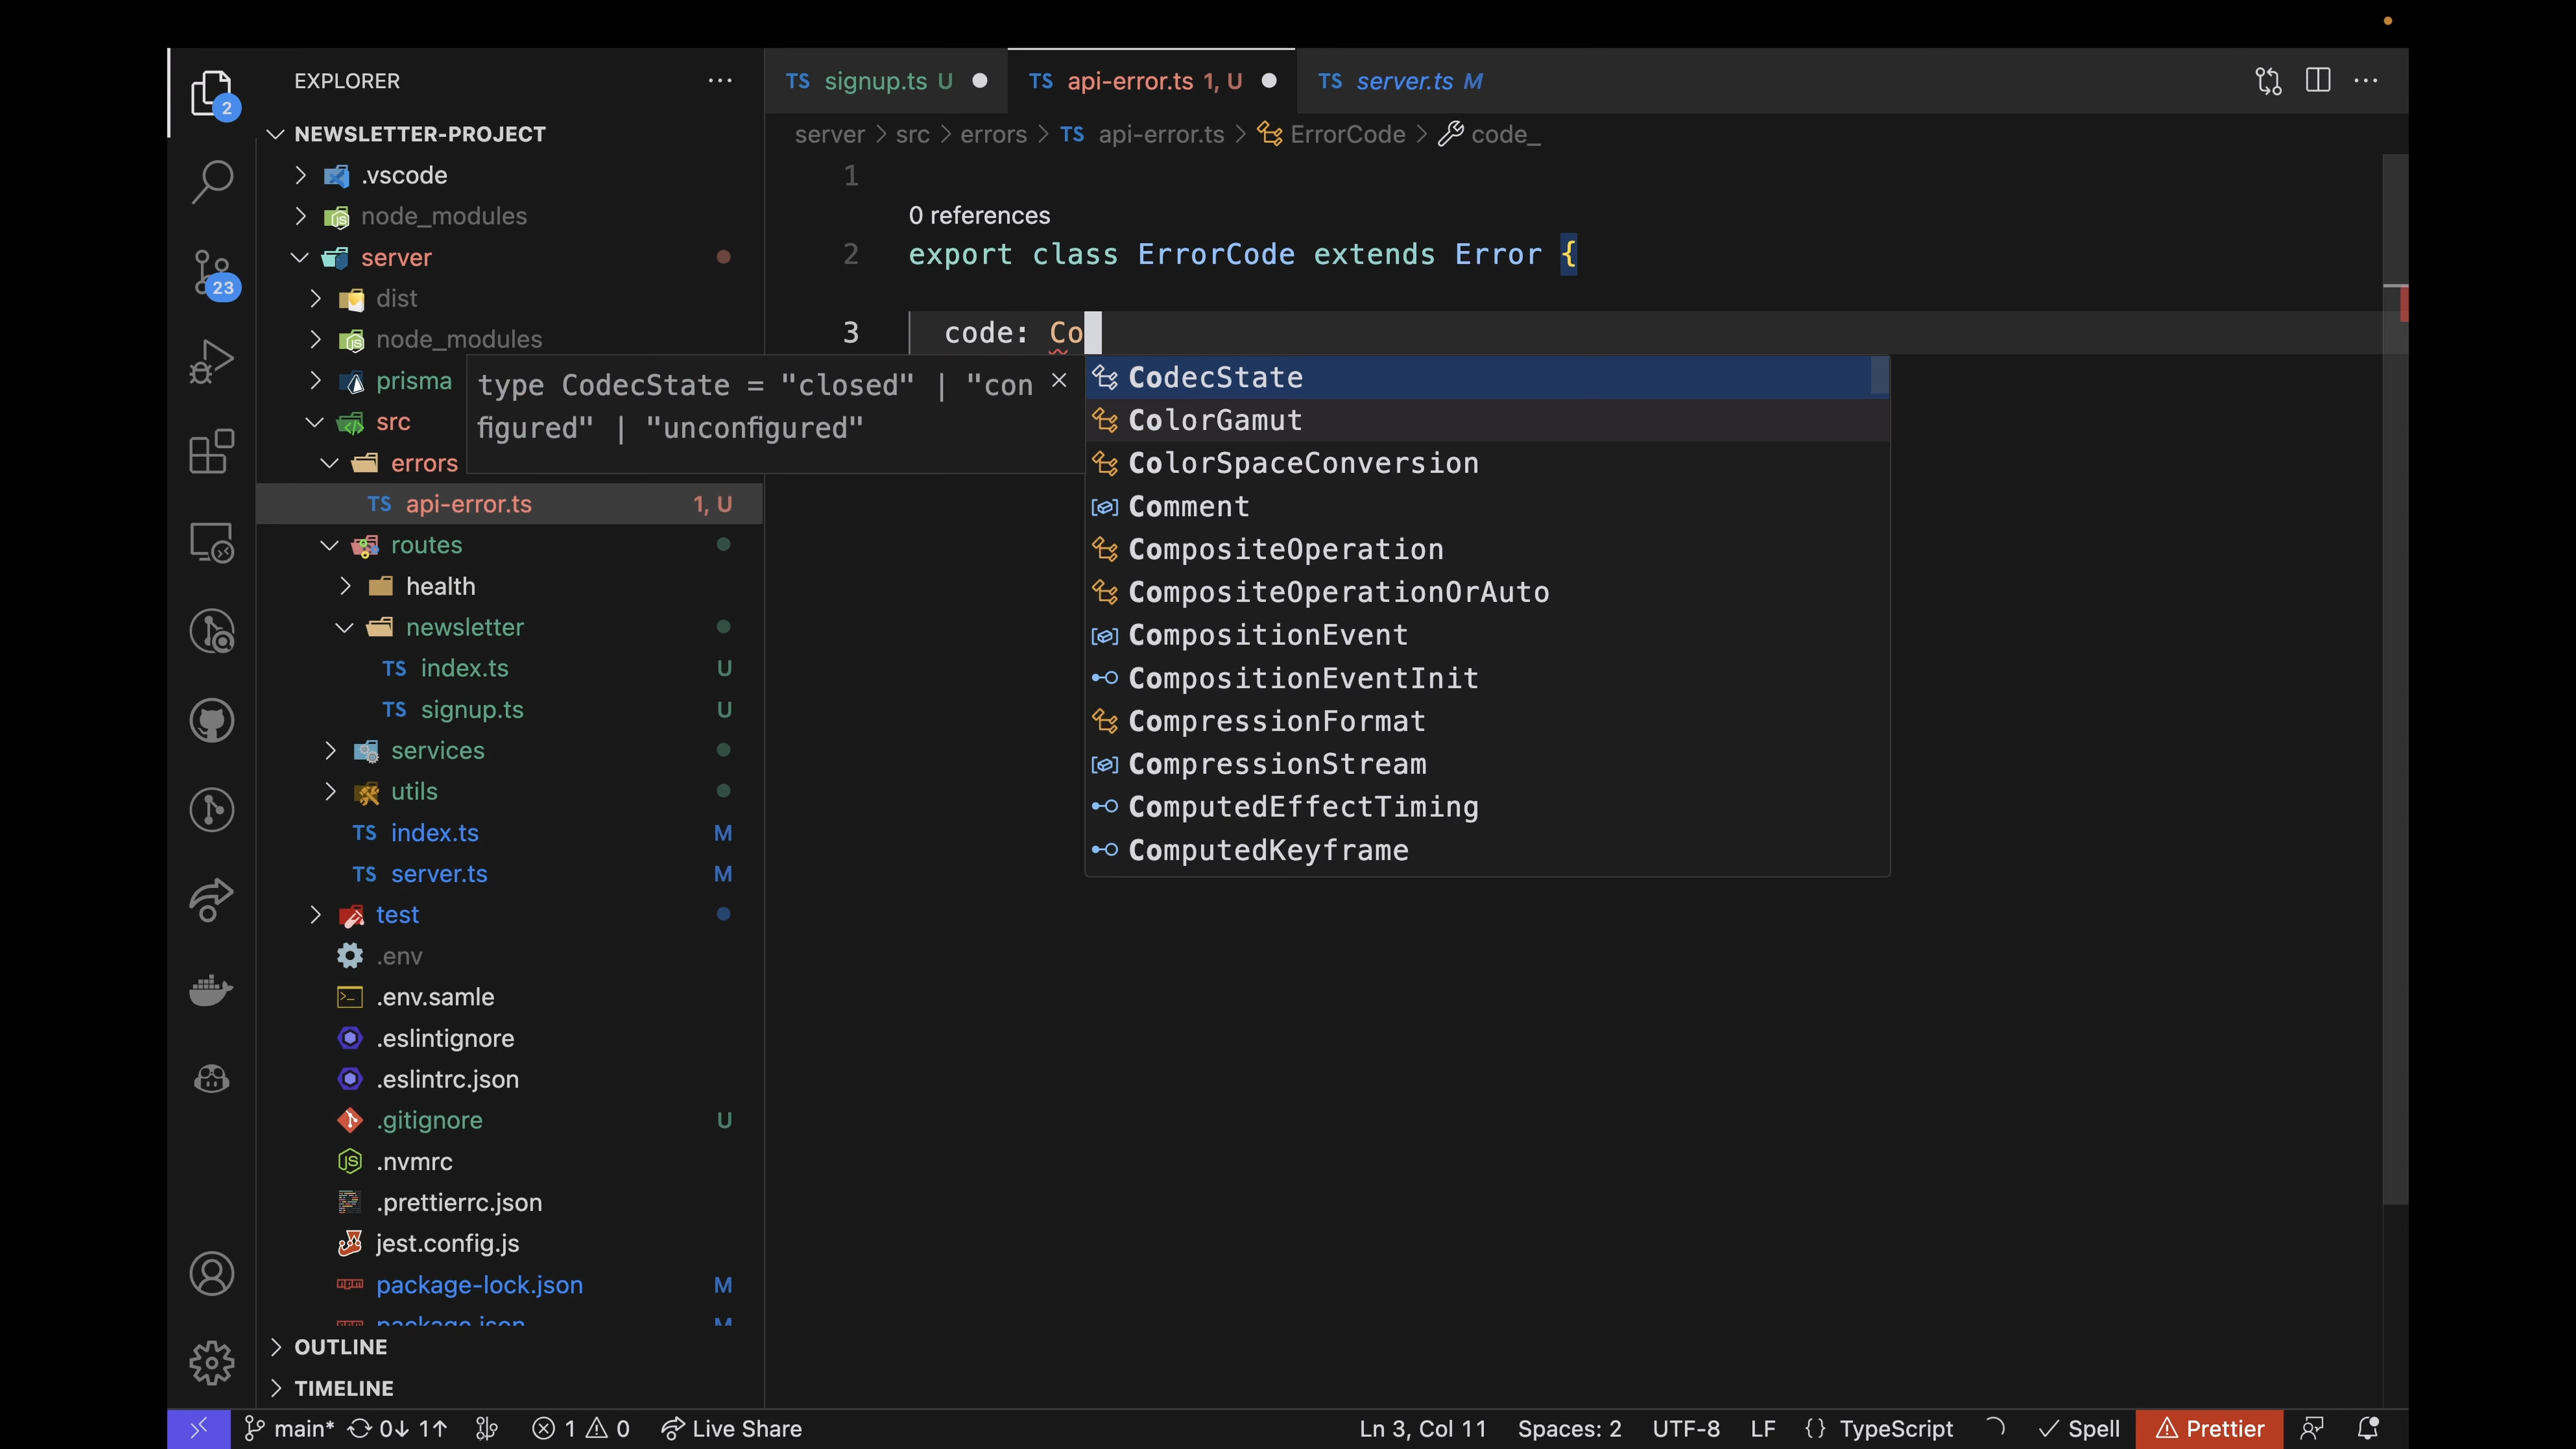 EXPLORER
NEWSLETTER-PROJECT
.vscode
node_modules
server
dist
node_modules
prisma
src
errors
api-error.ts 1, U
routes
health
newsletter
index.ts U
signup.ts U
services
utils
index.ts M
server.ts M
test
.env
.env.samle
.eslintignore
.eslintrc.json
.gitignore U
.nvmrc
.prettierrc.json
jest.config.js
package-lock.json M
package.json M
OUTLINE
TIMELINE
2
23
TS signup.ts U
TS api-error.ts 1, U
TS server.ts M
server > src > errors > TS api-error.ts > ErrorCode > code_
1
0 references
2 export class ErrorCode extends Error {
3 code: Co
type CodecState = "closed" | "con
figured" | "unconfigured"
CodecState
ColorGamut
ColorSpaceConversion
Comment
CompositeOperation
CompositeOperationOrAuto
CompositionEvent
CompositionEventInit
CompressionFormat
CompressionStream
ComputedEffectTiming
ComputedKeyframe
main* 0↓ 1↑ 1 0 Live Share
Ln 3, Col 11 Spaces: 2 UTF-8 LF {} TypeScript Spell Prettier